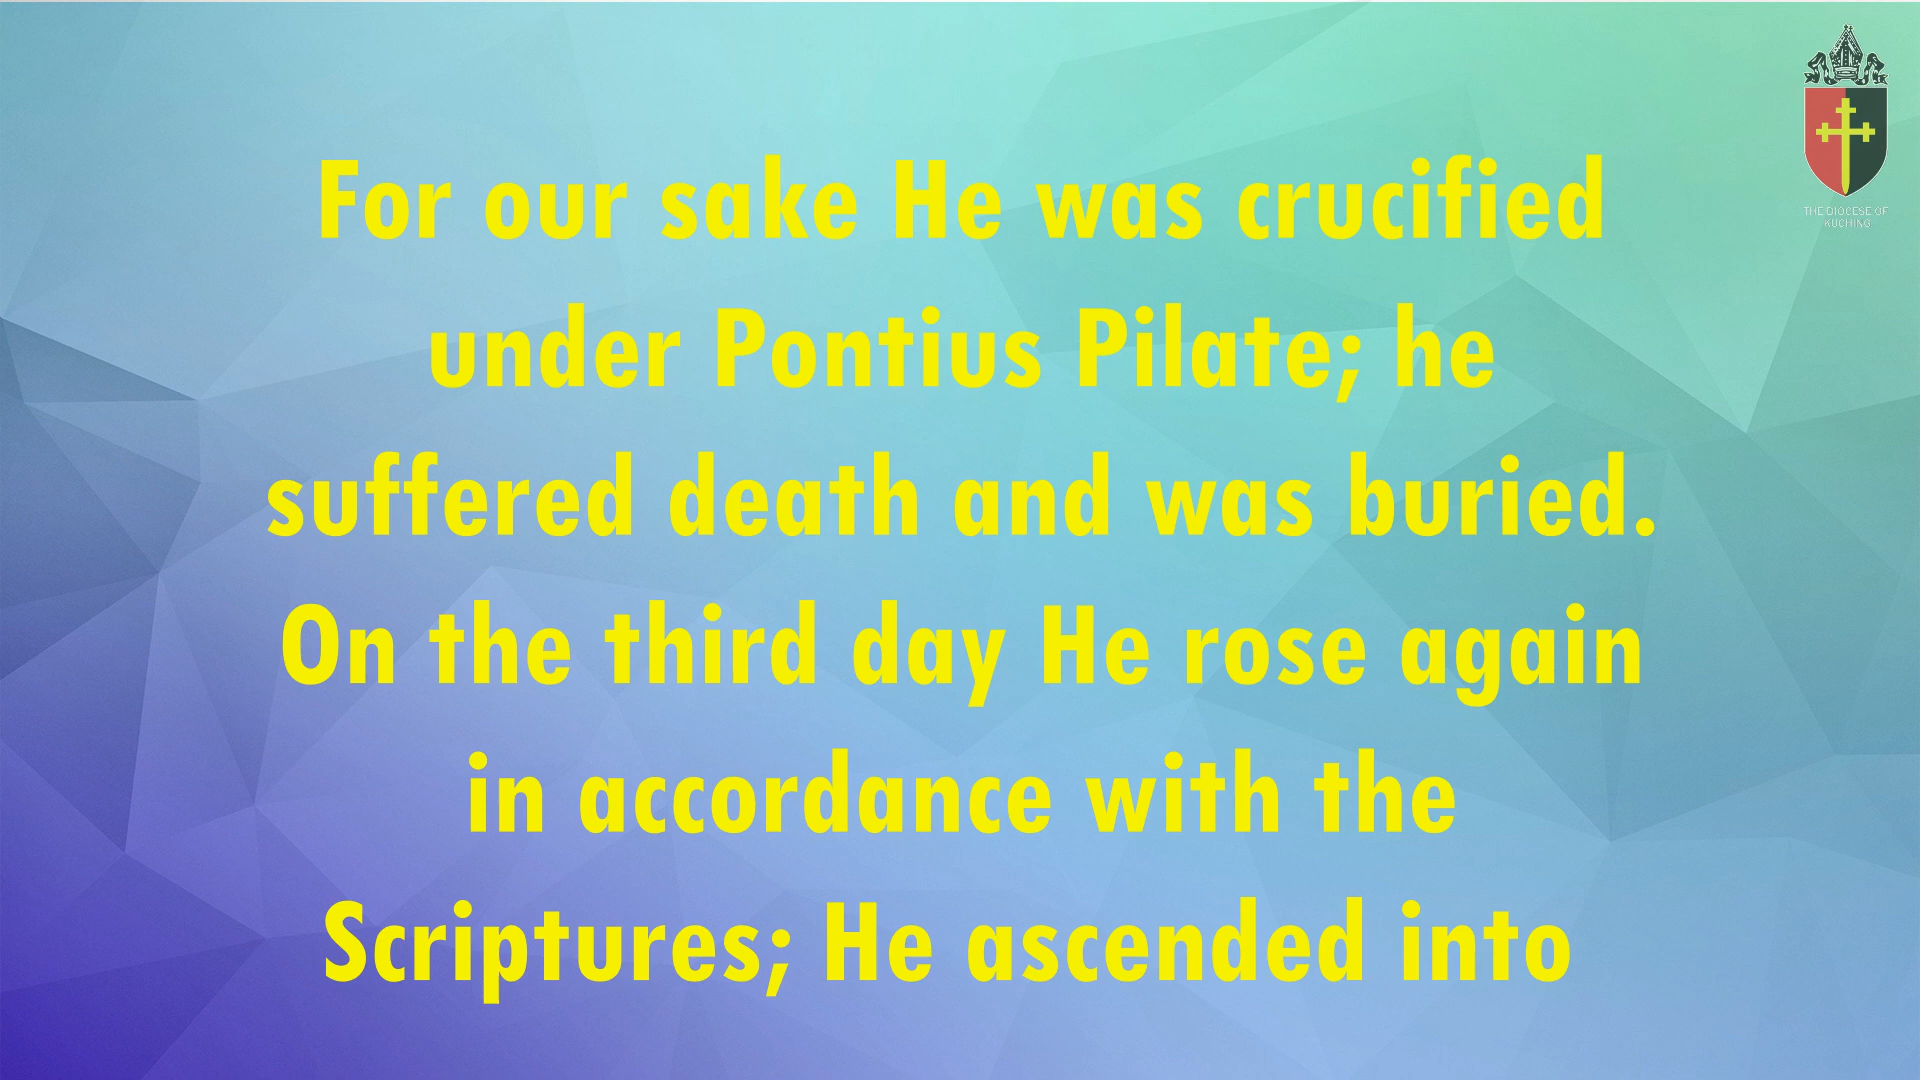 For our sake He was crucified
under Pontius Pilate; he
suffered death and was buried.
On the third day He rose again
in accordance with the
Scriptures; He ascended into
THE DIOCESE OF
KUCHING